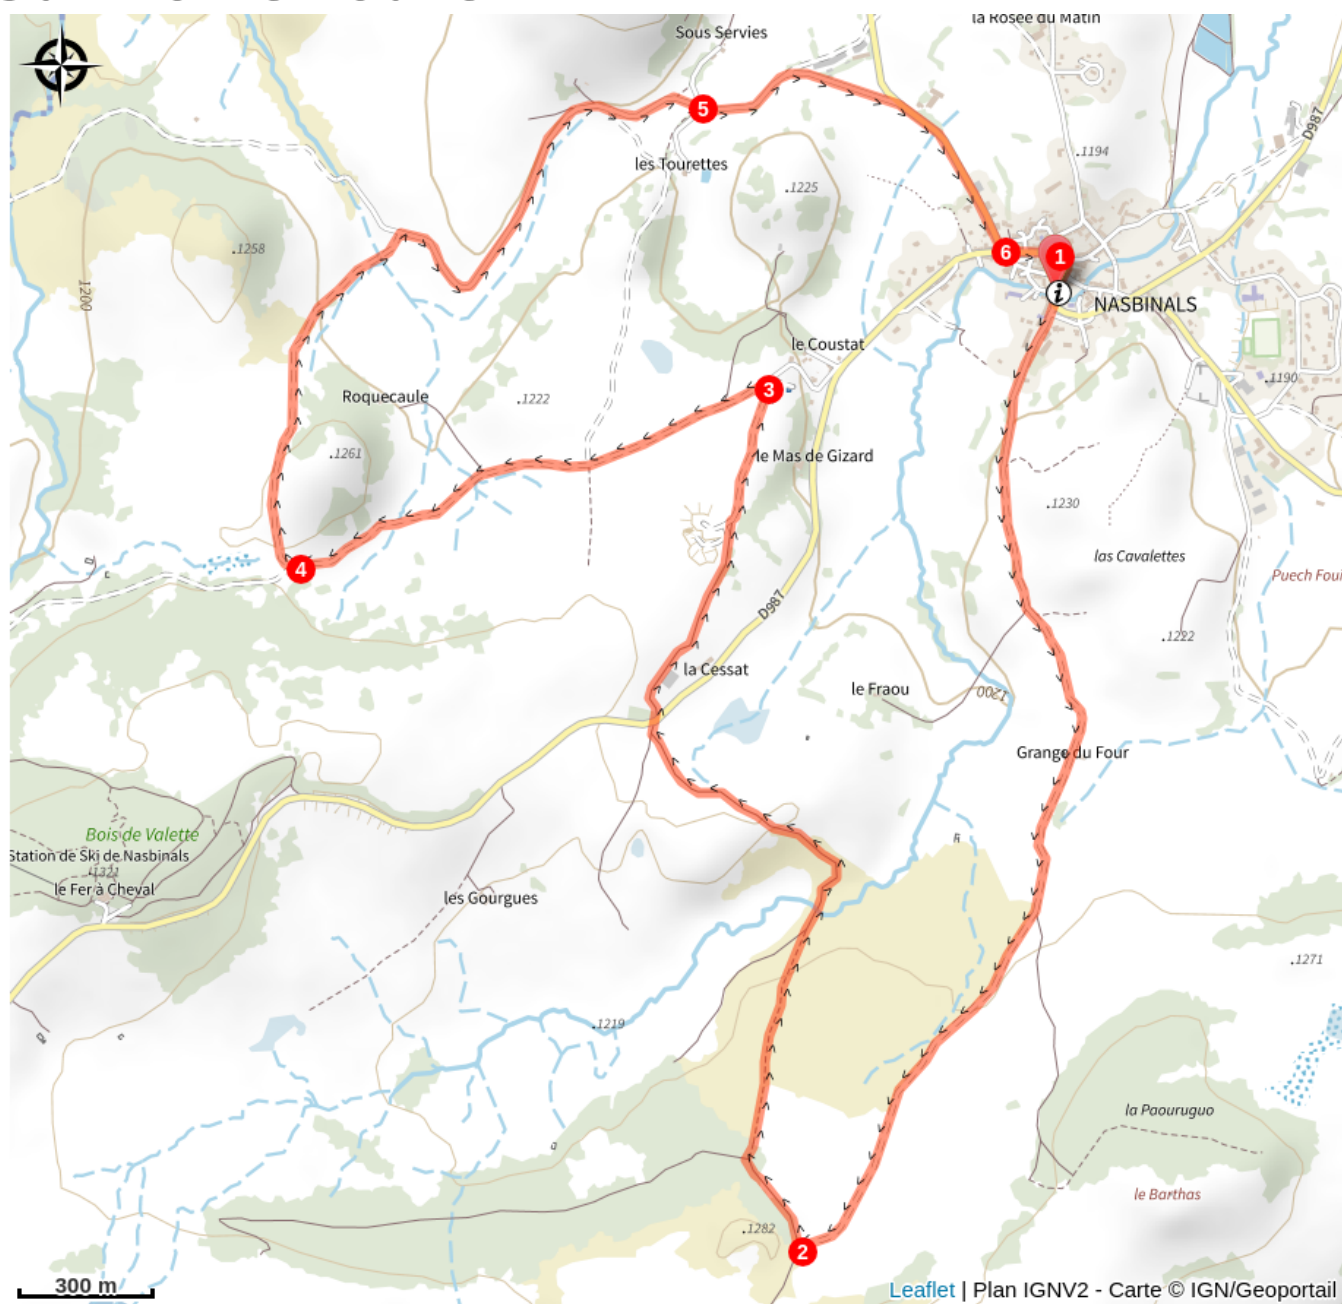 la Rosée du Matin
Sous Servies
5
D987
.1194
les Tourettes
.1225
.1258
6
1
1200
i
NASBINALS
le Coustat
.1190
3
Roquecaule
.1222
.1261
le Mas de Gizard
.1230
las Cavalettes
4
Puech Foui
D987
.1222
la Cessat
le Fraou
1200
Grange du Four
Bois de Valette
Station de Ski de Nasbinals
.1321
le Fer à Cheval
les Gourgues
.1271
.1219
la Paouruguo
le Barthas
.1282
2
300 m
Leaflet | Plan IGNV2 - Carte © IGN/Geoportail